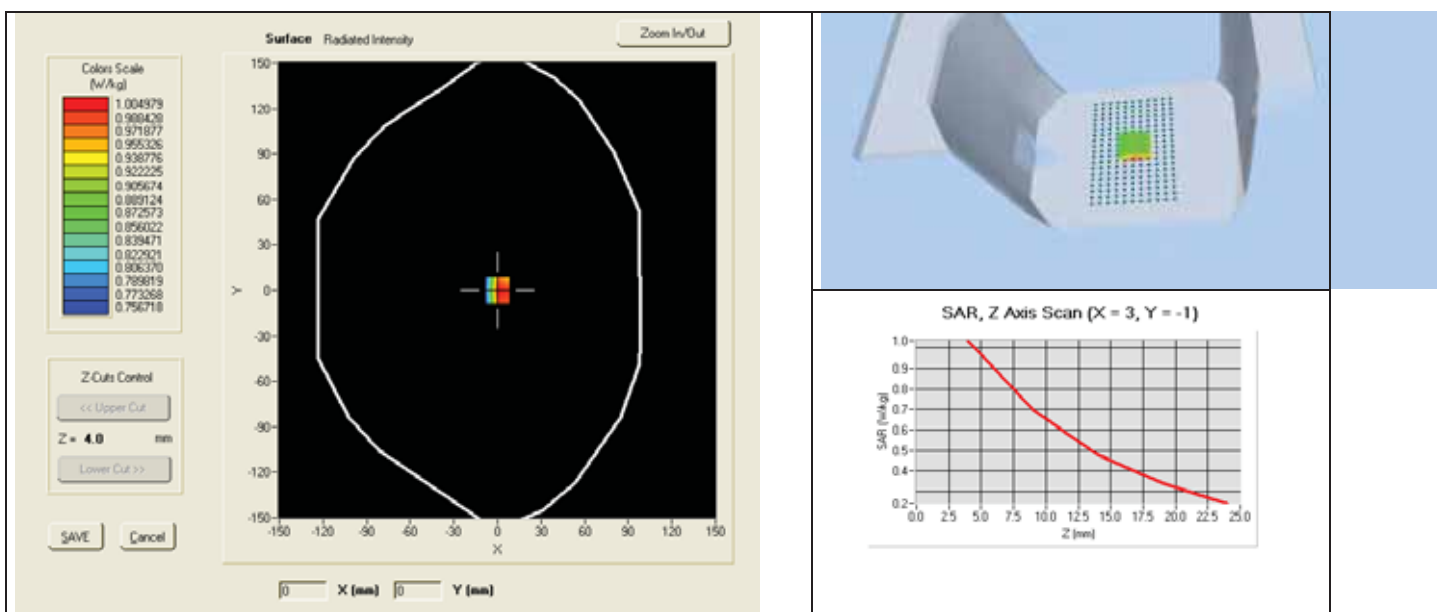 Surface Radiated Intensity
Zoom In/Out
Colors Scale
(W/kg)
1.004979
0.988428
0.971877
0.955326
0.938776
0.922225
0.905674
0.889124
0.872573
0.856022
0.839471
0.822921
0.806370
0.789819
0.773268
0.756718
Z-Cuts Control
<< Upper Cut
Z = 4.0 mm
Lower Cut >>
SAVE Cancel
150
120
90
60
30
0
-30
-60
-90
-120
-150
Y
-150 -120 -90 -60 -30 0 30 60 90 120 150
X
0 X (mm) 0 Y (mm)
SAR, Z Axis Scan (X = 3, Y = -1)
1.0
0.9
0.8
0.7
0.6
0.5
0.4
0.2
SAR (W/kg)
0.0 2.5 5.0 7.5 10.0 12.5 15.0 17.5 20.0 22.5 25.0
Z (mm)